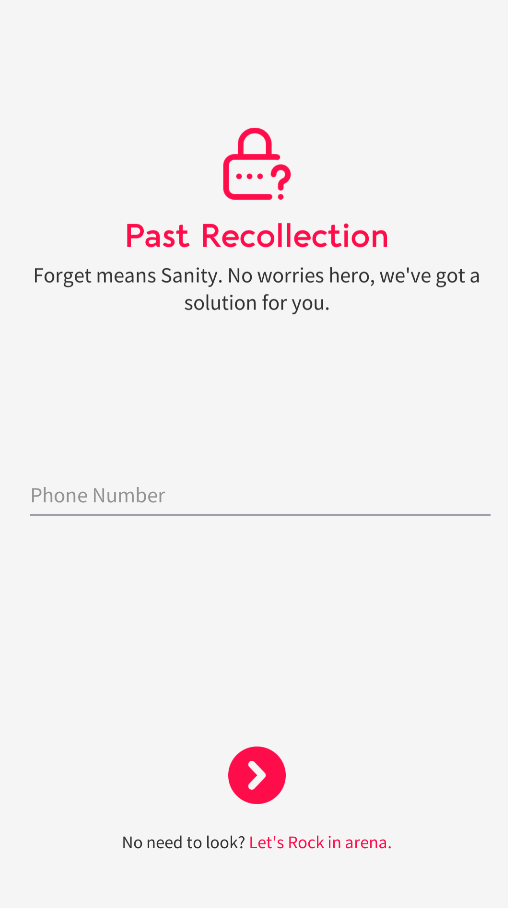 Past Recollection
Forget means Sanity. No worries hero, we've got a
solution for you.
Phone Number
No need to look? Let's Rock in arena.